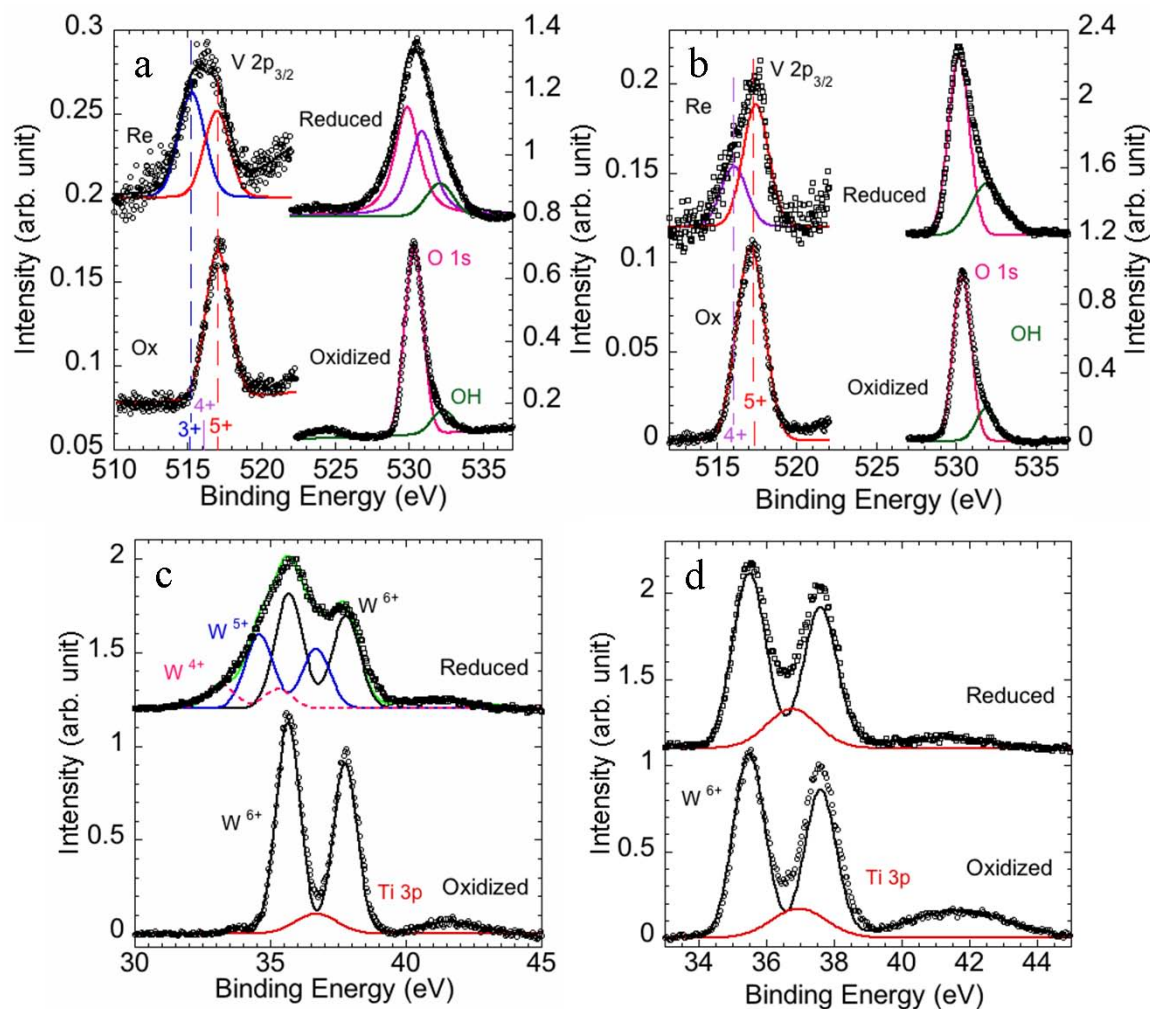 a
V 2p3/2
Re
Reduced
O 1s
Ox
Oxidized
OH
4+
3+
5+
0.3
0.25
0.2
0.15
0.1
0.05
1.4
1.2
1
0.8
0.6
0.4
0.2
510 515 520 525 530 535
Intensity (arb. unit)
Intensity (arb. unit)
Binding Energy (eV)
b
V 2p3/2
Re
Reduced
O 1s
Ox
OH
Oxidized
5+
4+
0.2
0.15
0.1
0.05
0
2.4
2
1.6
1.2
0.8
0.4
0
515 520 525 530 535
Intensity (arb. unit)
Binding Energy (eV)
c
W 6+
W 5+
W 4+
Reduced
W 6+
Ti 3p
Oxidized
2
1.5
1
0.5
0
30 35 40 45
Intensity (arb. unit)
Binding Energy (eV)
d
Reduced
W 6+
Ti 3p
Oxidized
2
1.5
1
0.5
0
34 36 38 40 42 44
Intensity (arb. unit)
Binding Energy (eV)